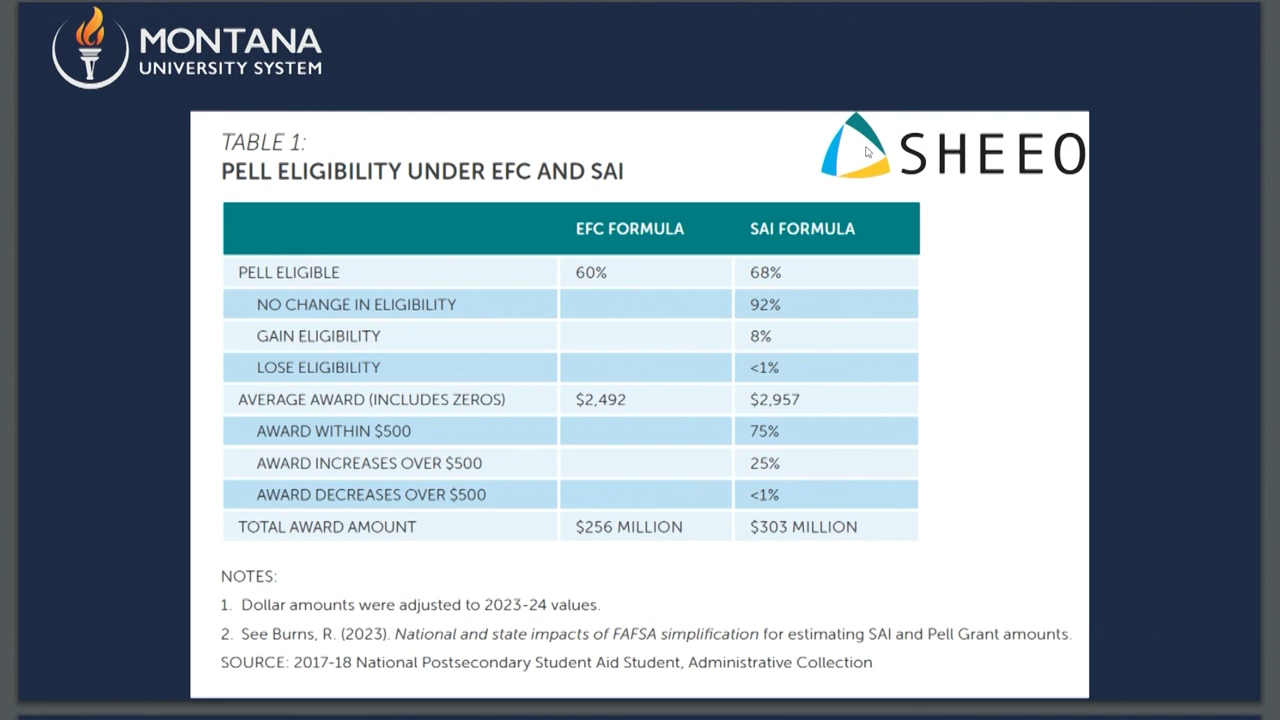 MONTANA
UNIVERSITY SYSTEM
TABLE 1:
PELL ELIGIBILITY UNDER EFC AND SAI
SHEEO
EFC FORMULA SAI FORMULA
PELL ELIGIBLE 60% 68%
NO CHANGE IN ELIGIBILITY 92%
GAIN ELIGIBILITY 8%
LOSE ELIGIBILITY <1%
AVERAGE AWARD (INCLUDES ZEROS) $2,492 $2,957
AWARD WITHIN $500 75%
AWARD INCREASES OVER $500 25%
AWARD DECREASES OVER $500 <1%
TOTAL AWARD AMOUNT $256 MILLION $303 MILLION
NOTES:
1. Dollar amounts were adjusted to 2023-24 values.
2. See Burns, R. (2023). National and state impacts of FAFSA simplification for estimating SAI and Pell Grant amounts.
SOURCE: 2017-18 National Postsecondary Student Aid Student, Administrative Collection